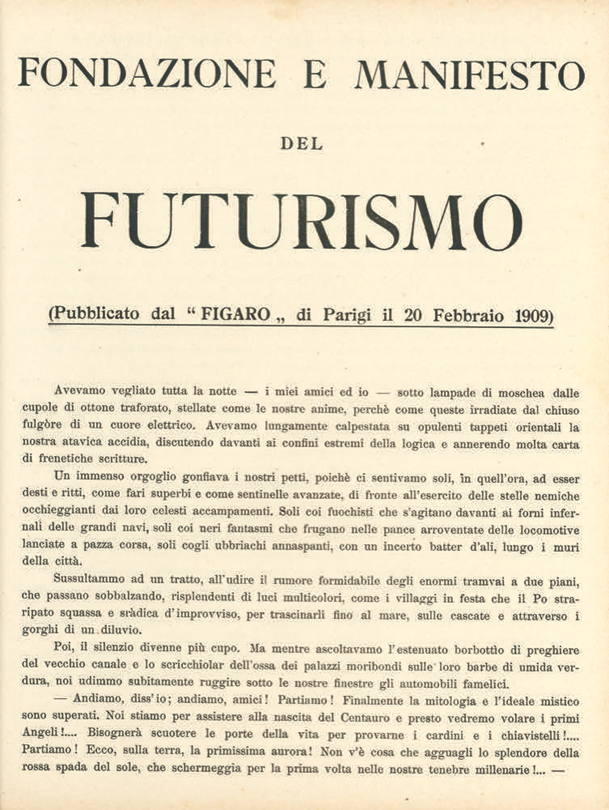 FONDAZIONE E MANIFESTO
DEL
FUTURISMO
(Pubblicato dal “ FIGARO „ di Parigi il 20 Febbraio 1909)
Avevamo vegliato tutta la notte — i miei amici ed io — sotto lampade di moschea dalle
cupole di ottone traforato, stellate come le nostre anime, perchè come queste irradiate dal chiuso
fulgòre di un cuore elettrico. Avevamo lungamente calpestata su opulenti tappeti orientali la
nostra atavica accidia, discutendo davanti ai confini estremi della logica e annerendo molta carta
di frenetiche scritture.
Un immenso orgoglio gonfiava i nostri petti, poichè ci sentivamo soli, in quell'ora, ad esser
desti e ritti, come fari superbi e come sentinelle avanzate, di fronte all'esercito delle stelle nemiche
occhieggianti dai loro celesti accampamenti. Soli coi fuochisti che s'agitano davanti ai forni infer-
nali delle grandi navi, soli coi neri fantasmi che frugano nelle pance arroventate delle locomotive
lanciate a pazza corsa, soli cogli ubbriachi annaspanti, con un incerto batter d'ali, lungo i muri
della città.
Sussultammo ad un tratto, all'udire il rumore formidabile degli enormi tramvai a due piani,
che passano sobbalzando, risplendenti di luci multicolori, come i villaggi in festa che il Po stra-
ripato squassa e sràdica d'improvviso, per trascinarli fino al mare, sulle cascate e attraverso i
gorghi di un diluvio.
Poi, il silenzio divenne più cupo. Ma mentre ascoltavamo l'estenuato borbottìo di preghiere
del vecchio canale e lo scricchiolar dell'ossa dei palazzi moribondi sulle loro barbe di umida ver-
dura, noi udimmo subitamente ruggire sotto le nostre finestre gli automobili famelici.
— Andiamo, diss'io; andiamo, amici! Partiamo! Finalmente la mitologia e l'ideale mistico
sono superati. Noi stiamo per assistere alla nascita del Centauro e presto vedremo volare i primi
Angeli!.... Bisognerà scuotere le porte della vita per provarne i cardini e i chiavistelli!....
Partiamo! Ecco, sulla terra, la primissima aurora! Non v'è cosa che agguagli lo splendore della
rossa spada del sole, che schermeggia per la prima volta nelle nostre tenebre millenarie!... —